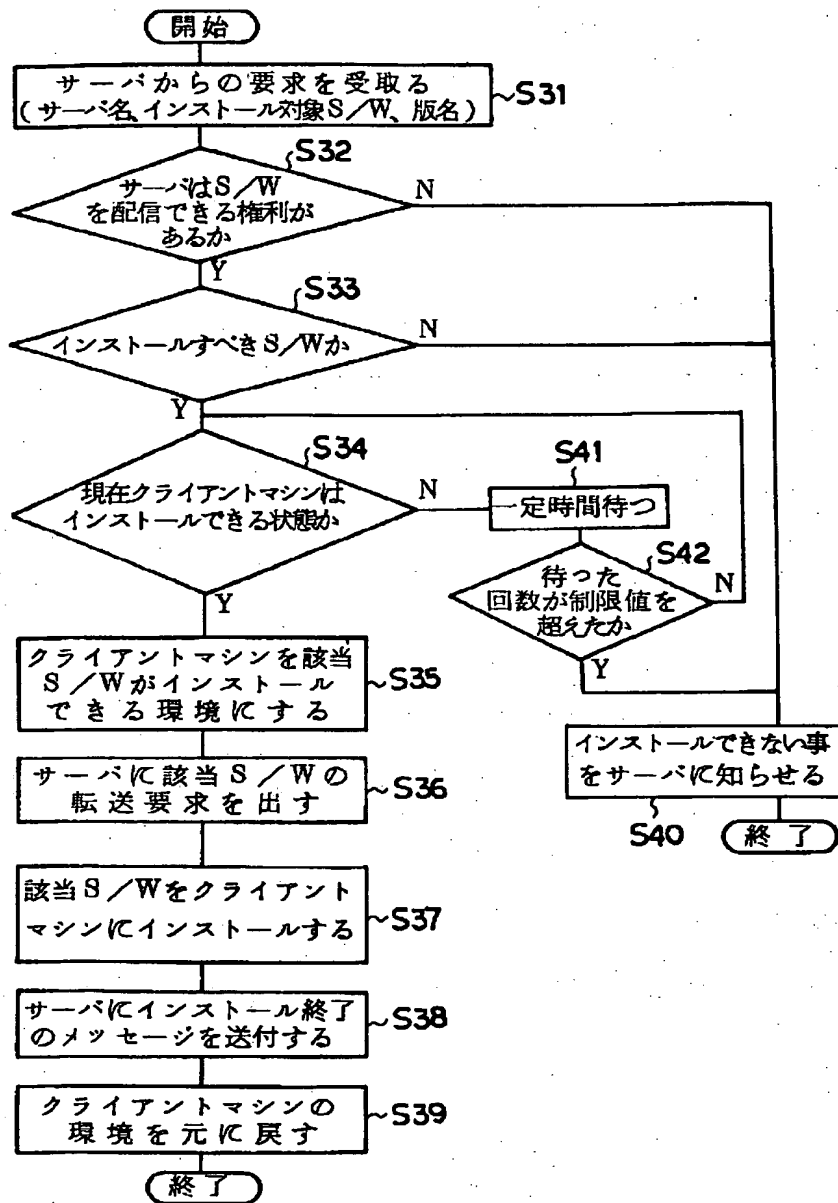 開始
サーバからの要求を受取る
(サーバ名、インストール対象S/W、版名)
~S31
S32
サーバはS/W
を配信できる権利が
あるか
N
Y
S33
インストールすべきS/Wか
N
Y
S34
現在クライアントマシンは
インストールできる状態か
N
Y
S41
一定時間待つ
S42
待った
回数が制限値を
超えたか
N
Y
クライアントマシンを該当
S/Wがインストール
できる環境にする
~S35
サーバに該当S/Wの
転送要求を出す
~S36
該当S/Wをクライアント
マシンにインストールする
~S37
サーバにインストール終了
のメッセージを送付する
~S38
クライアントマシンの
環境を元に戻す
~S39
終了
インストールできない事
をサーバに知らせる
S40
終了